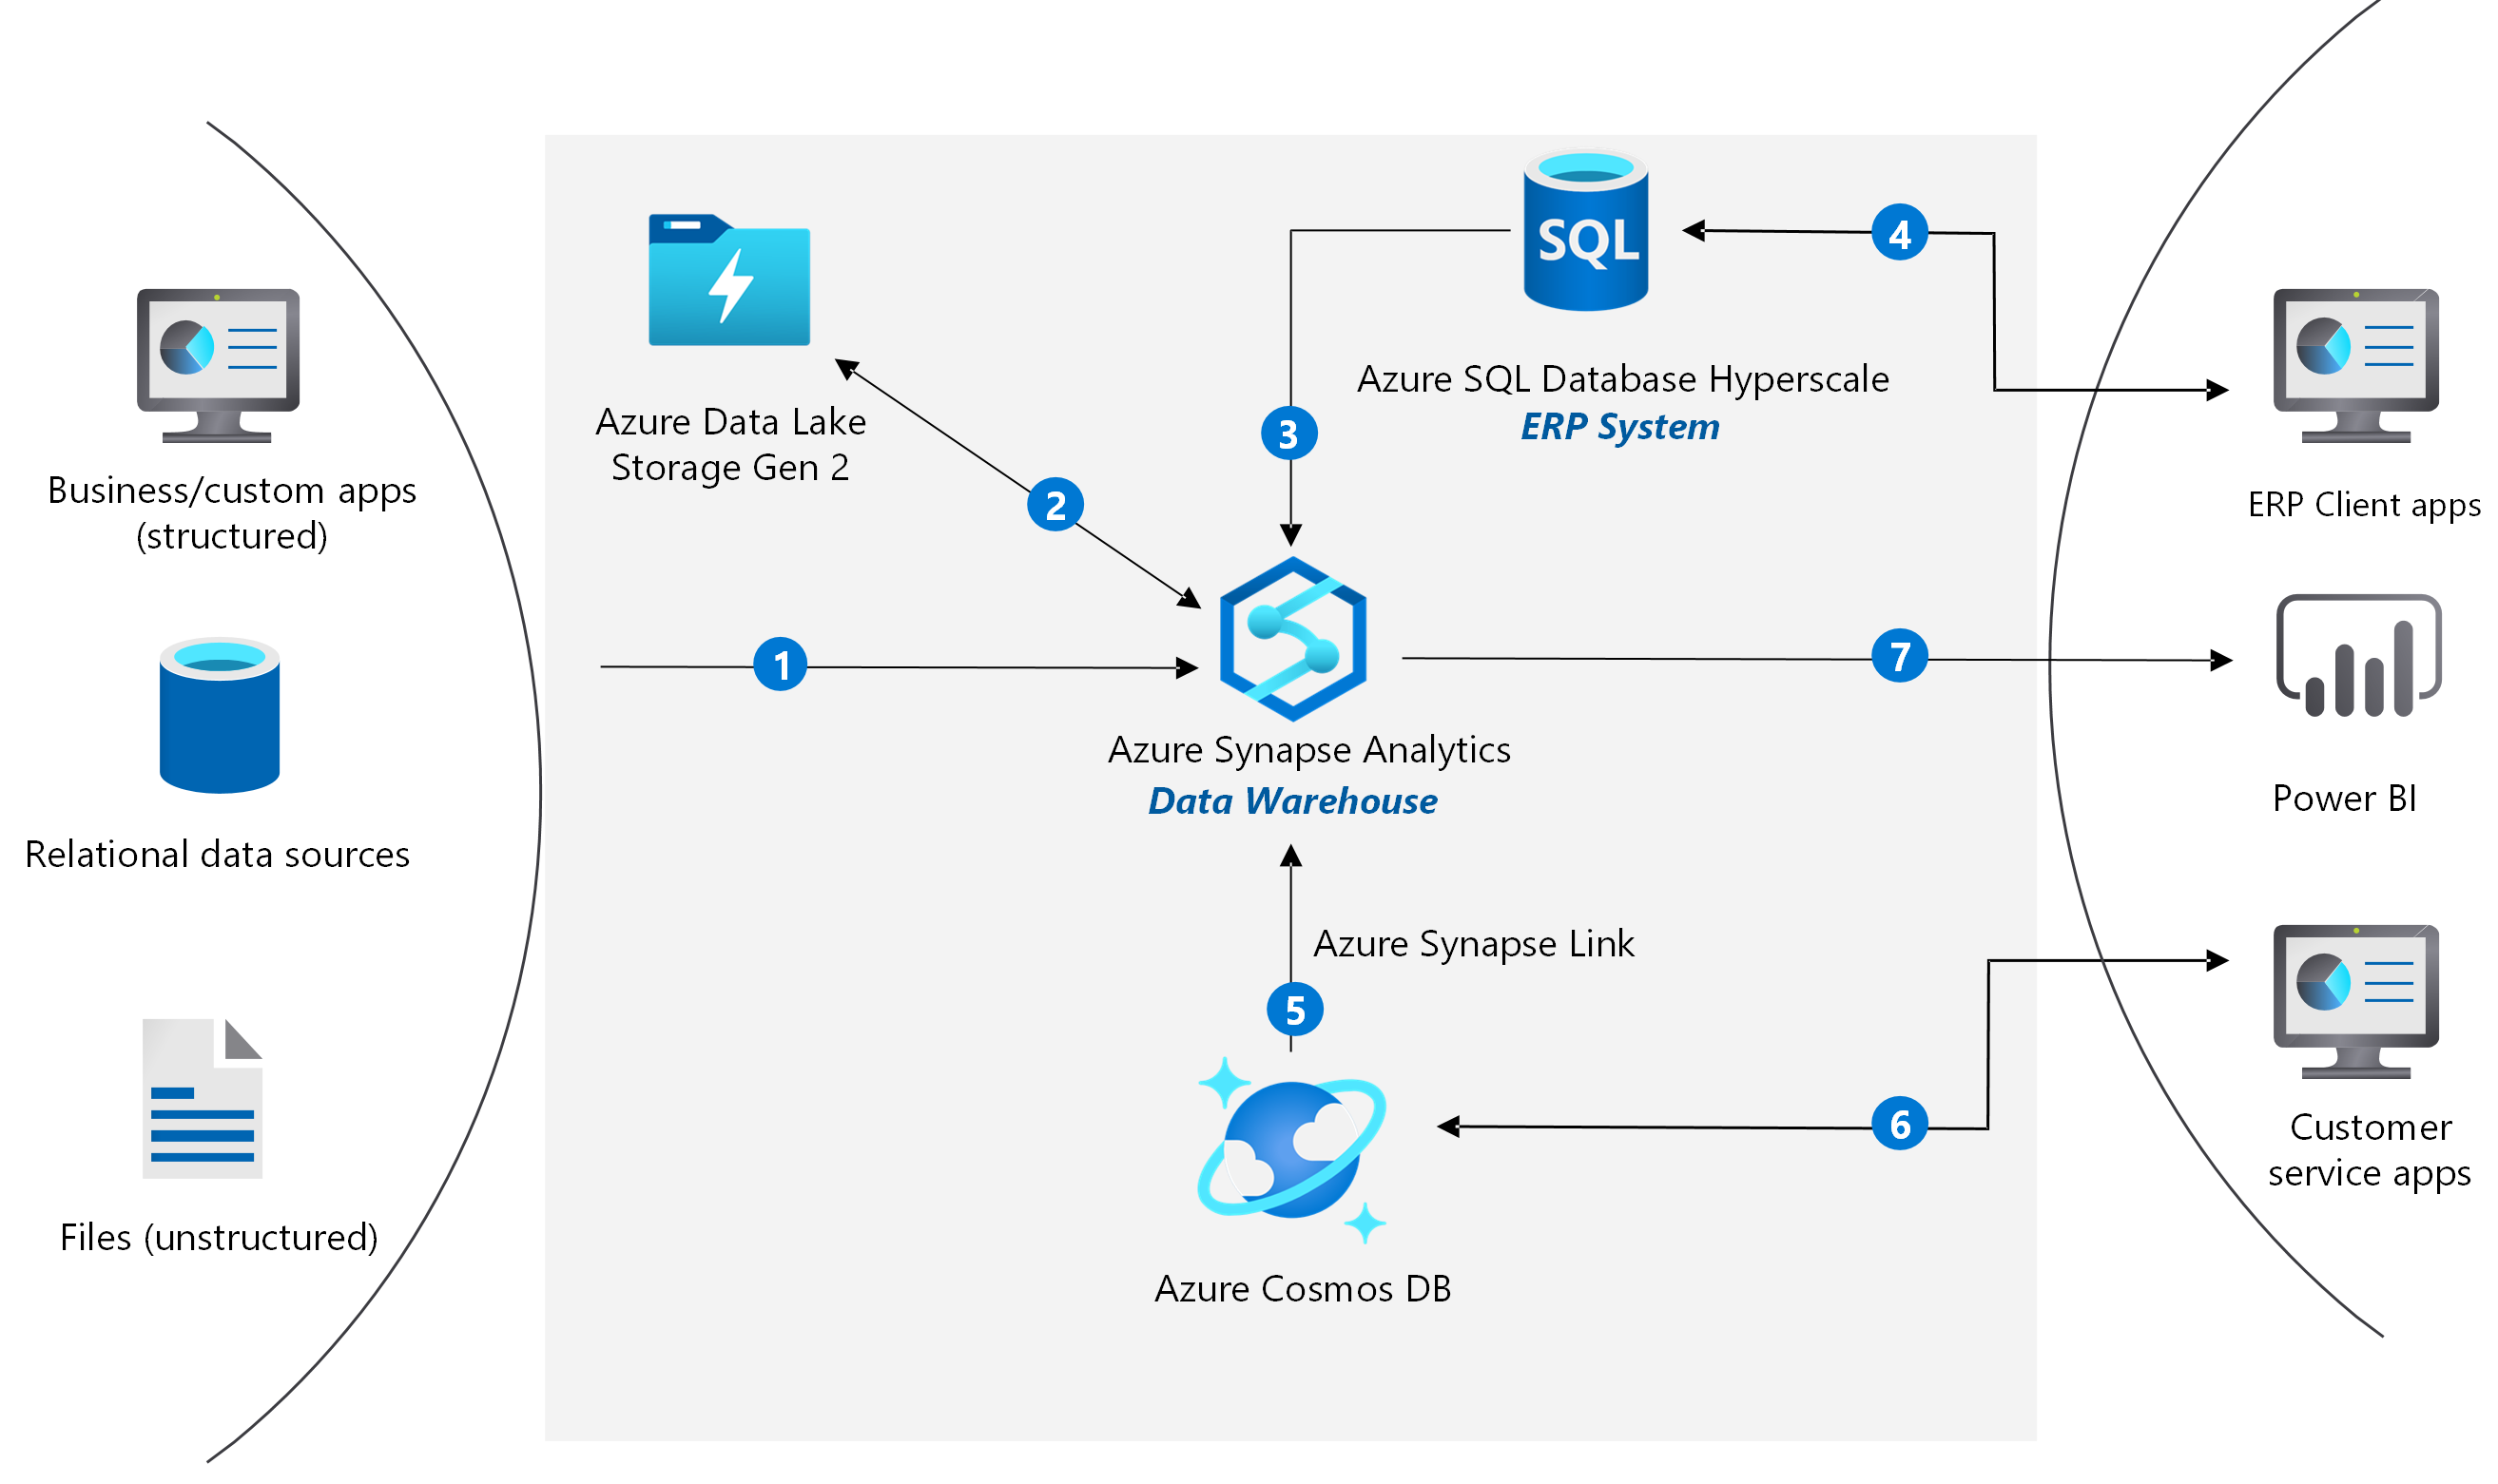 Business/custom apps
(structured)
Relational data sources
Files (unstructured)
Azure Data Lake
Storage Gen 2
SQL
Azure SQL Database Hyperscale
ERP System
1
2
3
4
Azure Synapse Analytics
Data Warehouse
Azure Synapse Link
5
6
7
Azure Cosmos DB
ERP Client apps
Power BI
Customer
service apps